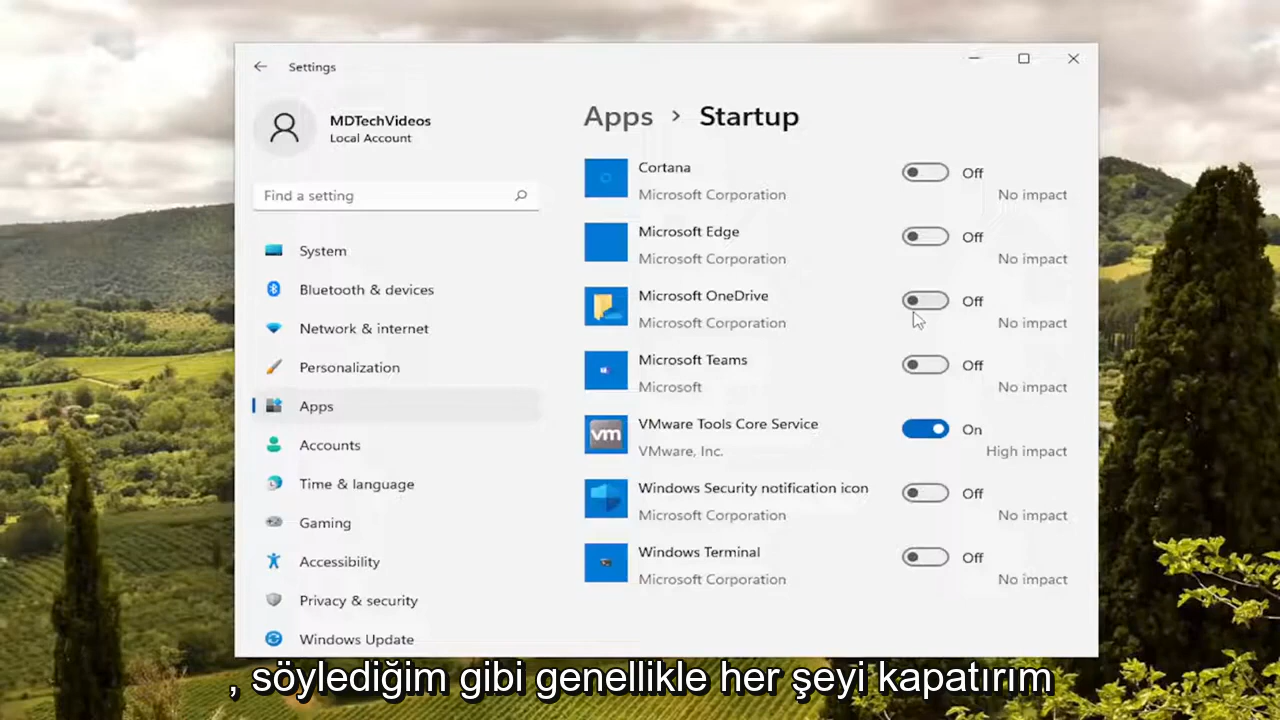 Settings
MDTechVideos
Local Account
Find a setting
System
Bluetooth & devices
Network & internet
Personalization
Apps
Accounts
Time & language
Gaming
Accessibility
Privacy & security
Windows Update
Apps > Startup
Cortana
Off
Microsoft Corporation
No impact
Microsoft Edge
Off
Microsoft Corporation
No impact
Microsoft OneDrive
Off
Microsoft Corporation
No impact
Microsoft Teams
Off
Microsoft
No impact
vm
VMware Tools Core Service
On
VMware, Inc.
High impact
Windows Security notification icon
Off
Microsoft Corporation
No impact
Windows Terminal
Off
Microsoft Corporation
No impact
, söylediğim gibi genellikle her şeyi kapatırım